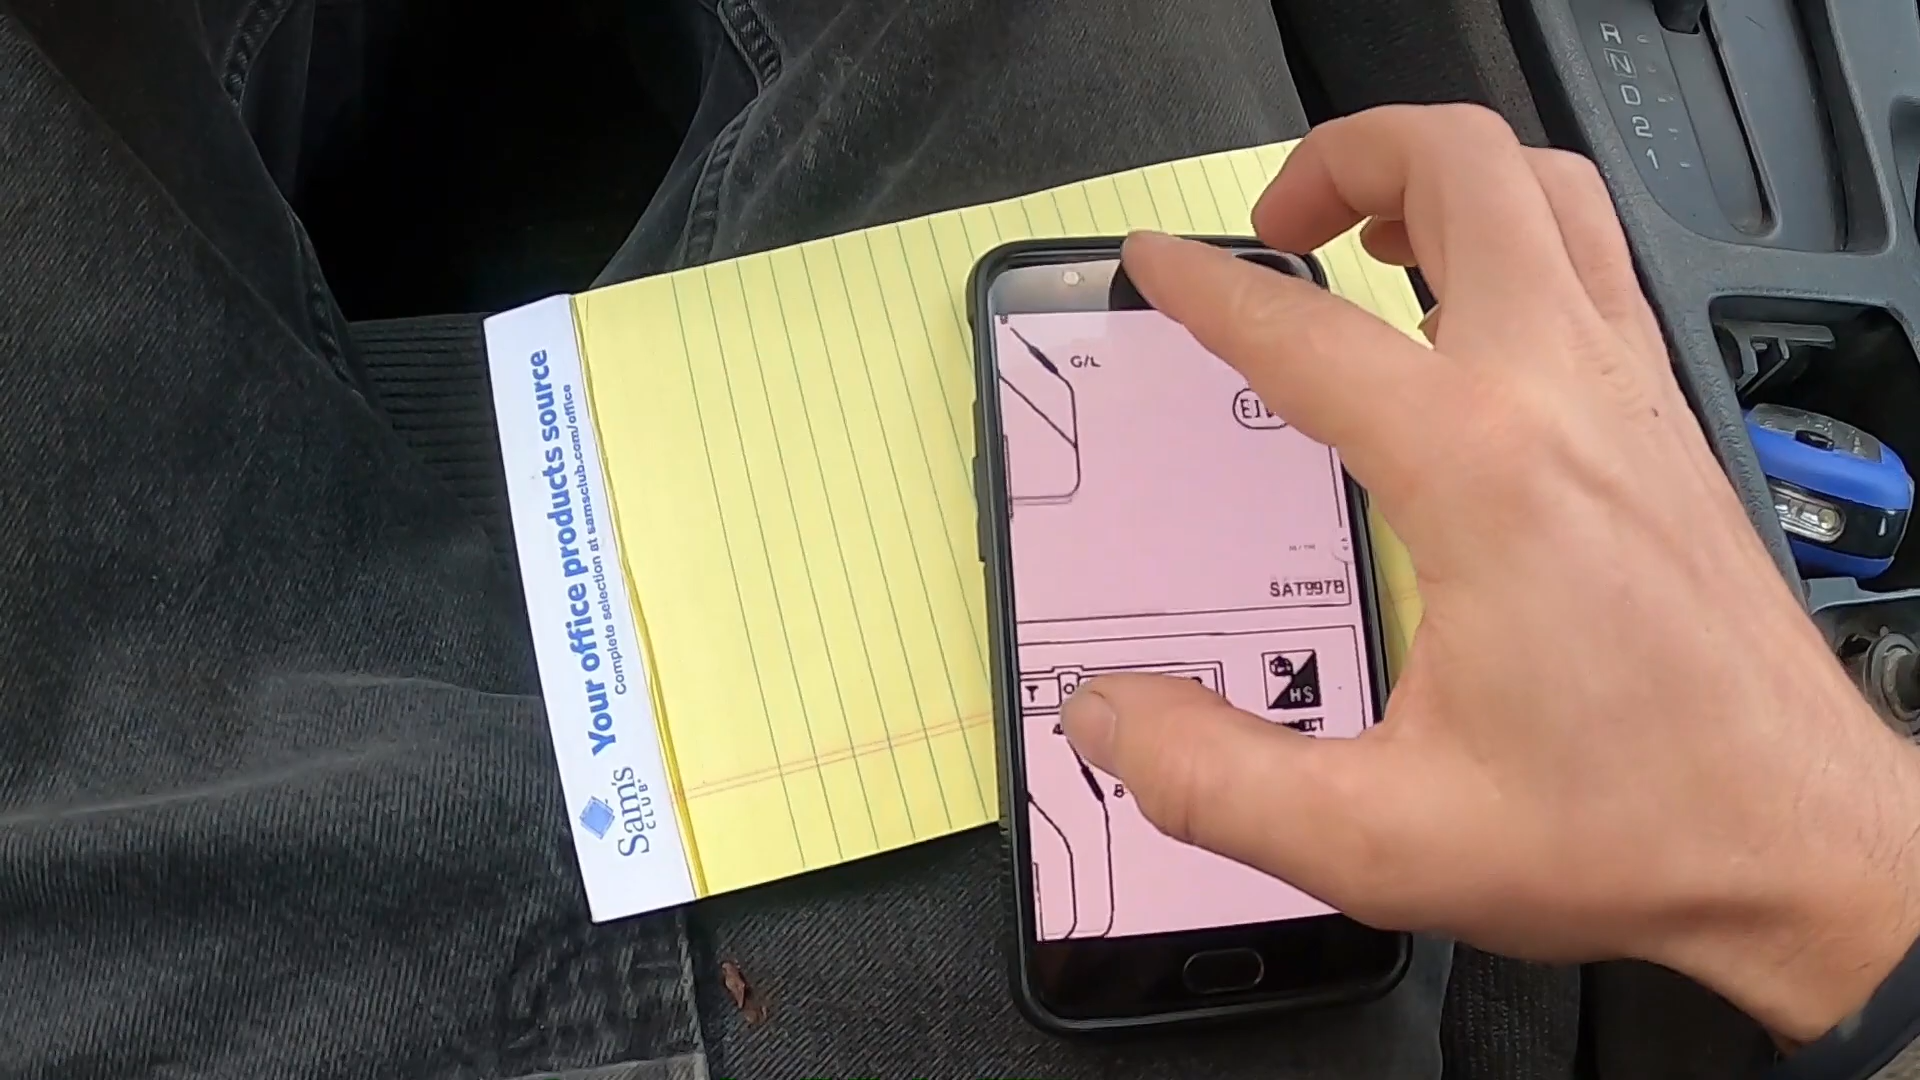 R
N
D
2
1
Your office products source
Complete selection at samsclub.com/office
Sam's
CLUB
G/L
SAT997B
HS